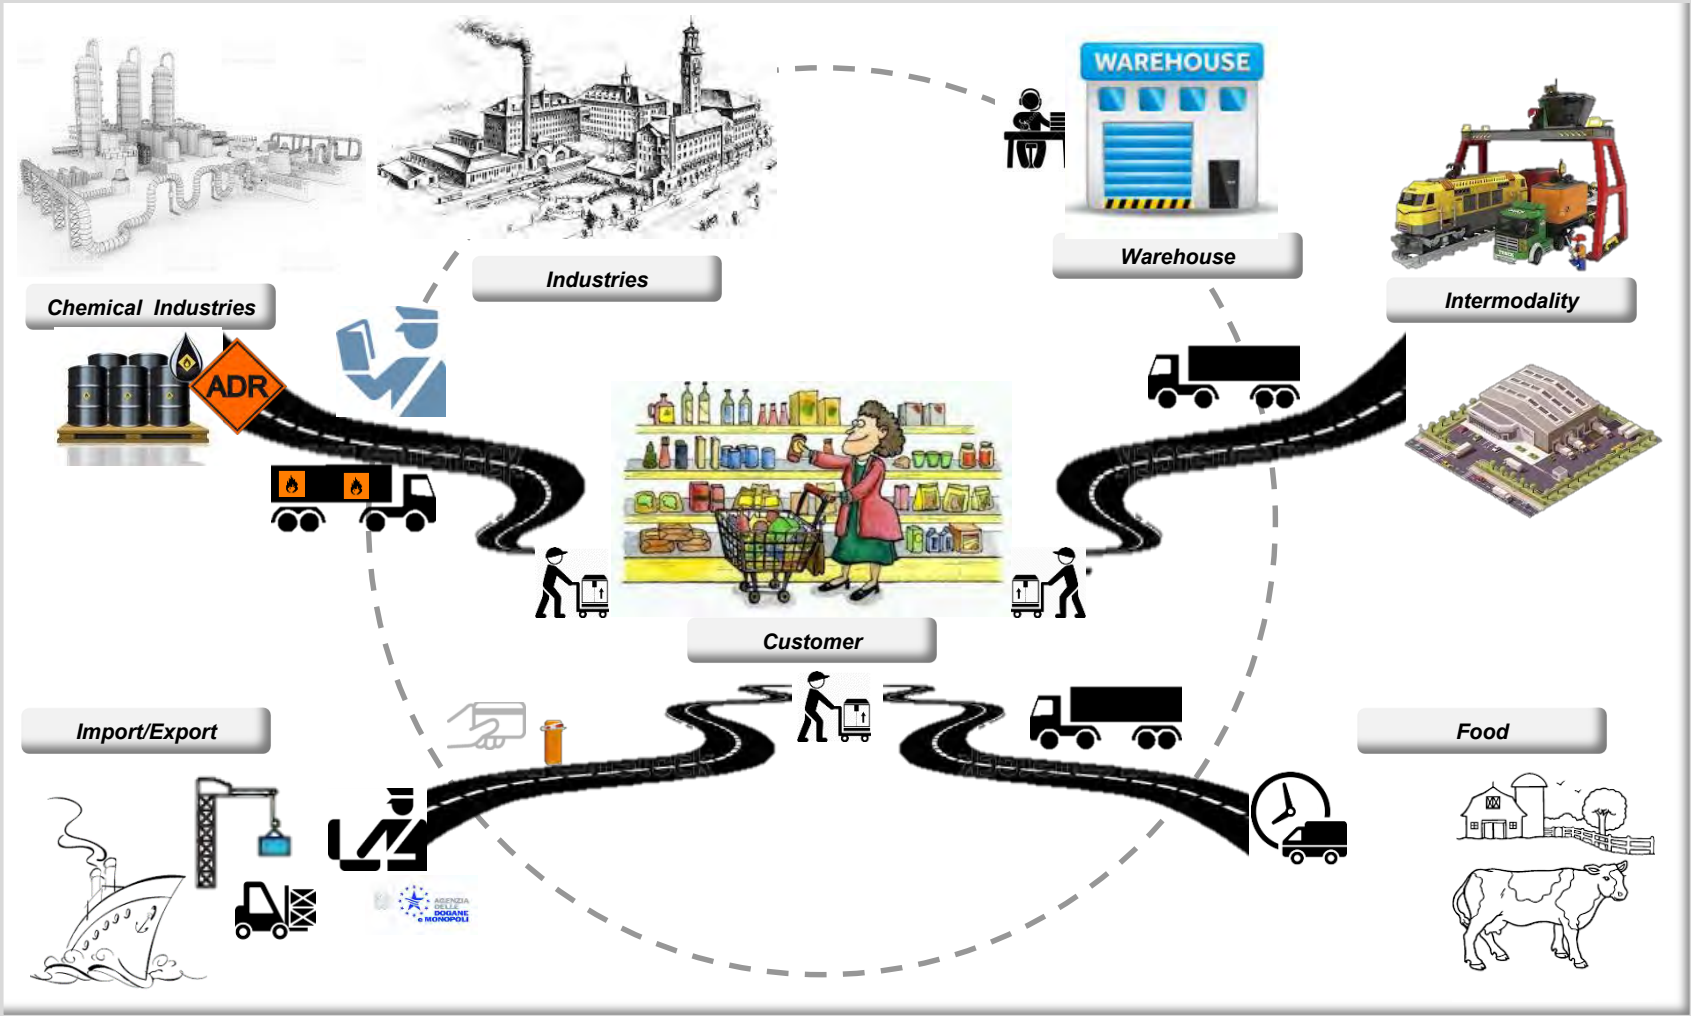 WAREHOUSE
Industries
Warehouse
Chemical Industries
Intermodality
ADR
Customer
Import/Export
Food
AGENZIA
DELLE
DOGANE
e MONOPOLI